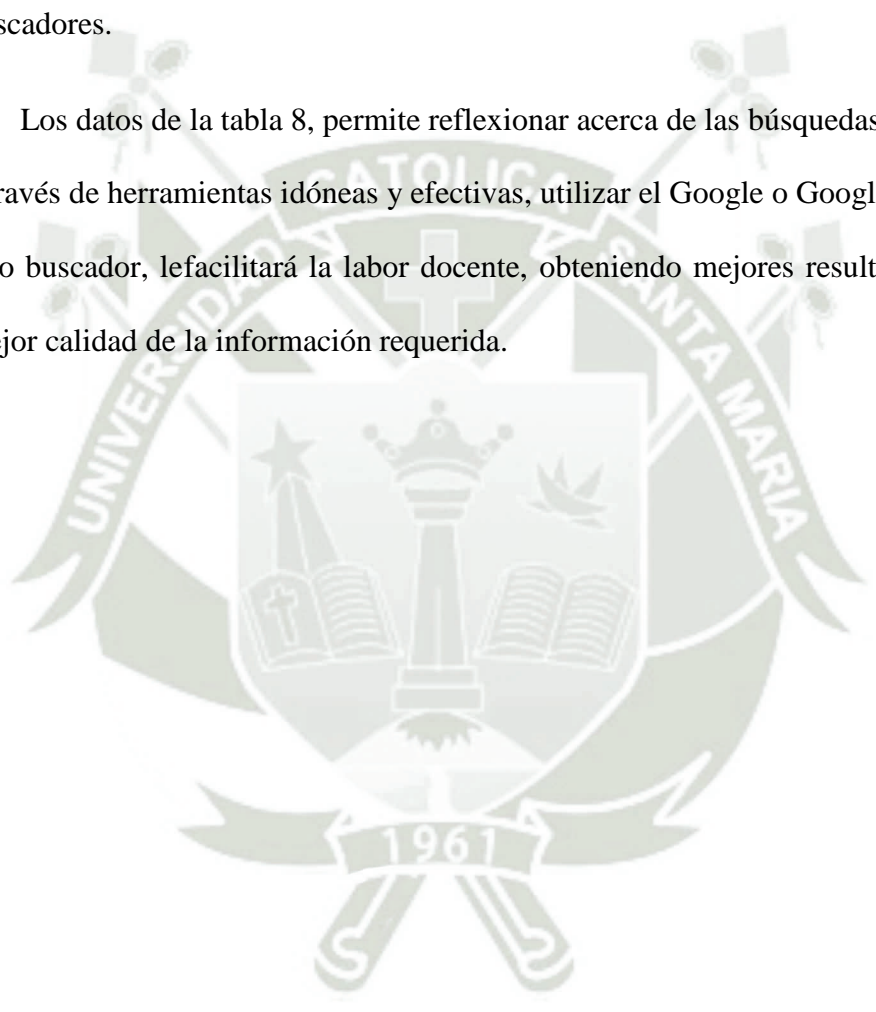 scadores.
Los datos de la tabla 8, permite reflexionar acerca de las búsquedas
ravés de herramientas idóneas y efectivas, utilizar el Google o Googl
o buscador, lefacilitará la labor docente, obteniendo mejores result
jor calidad de la información requerida.
UNIVERSIDAD CATOLICA SANTA MARIA
1961